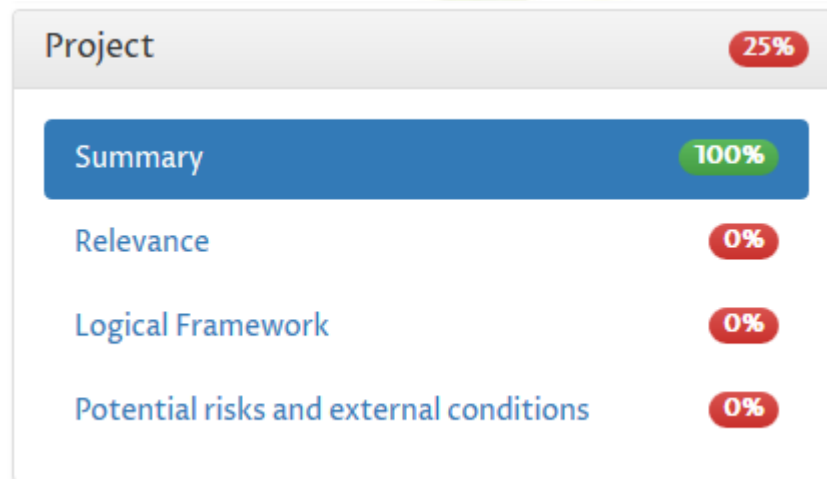 Project 25%
Summary 100%
Relevance 0%
Logical Framework 0%
Potential risks and external conditions 0%